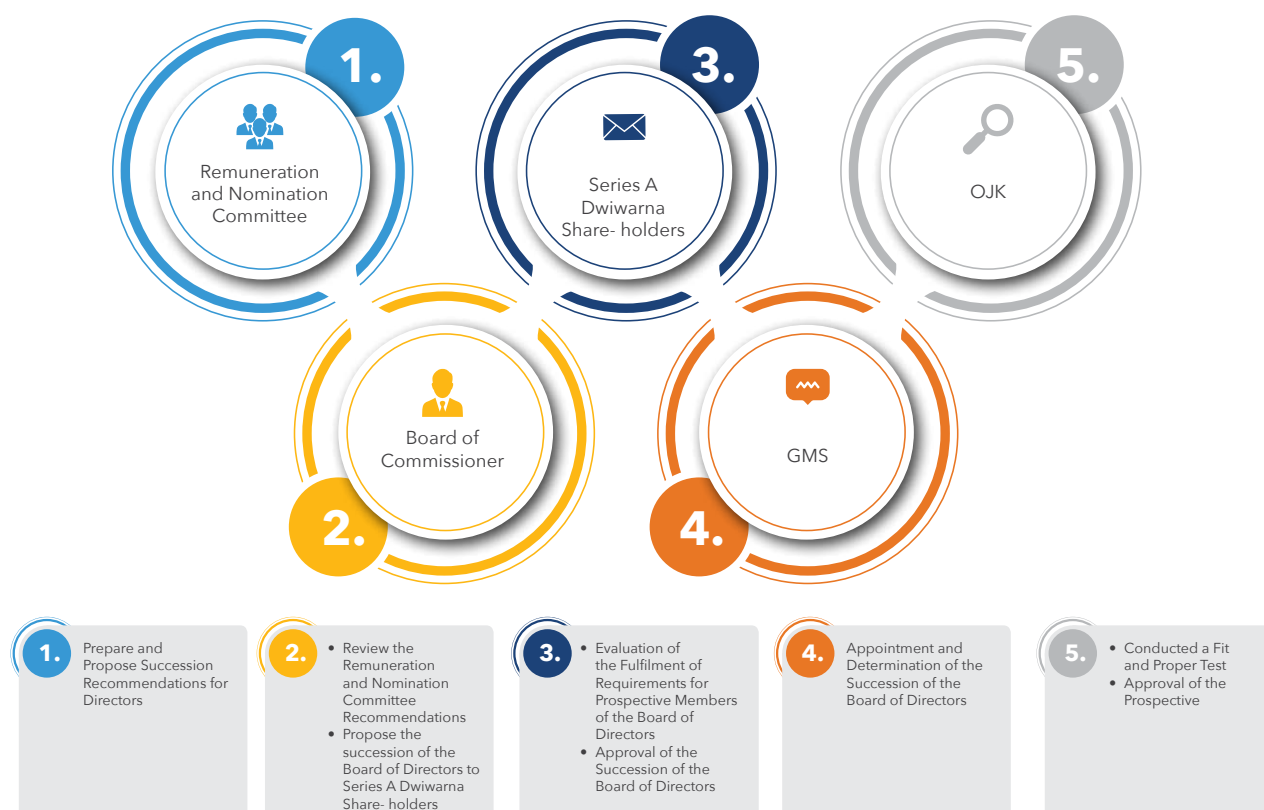 1.
Remuneration
and Nomination
Committee
3.
Series A
Dwiwarna
Share- holders
5.
OJK
Board of
Commissioner
2.
GMS
4.
1.
Prepare and
Propose Succession
Recommendations for
Directors
2.
• Review the
Remuneration
and Nomination
Committee
Recommendations
• Propose the
succession of the
Board of Directors to
Series A Dwiwarna
Share- holders
3.
• Evaluation of
the Fulfilment of
Requirements for
Prospective Members
of the Board of
Directors
• Approval of the
Succession of the
Board of Directors
4.
Appointment and
Determination of the
Succession of the
Board of Directors
5.
• Conducted a Fit
and Proper Test
• Approval of the
Prospective